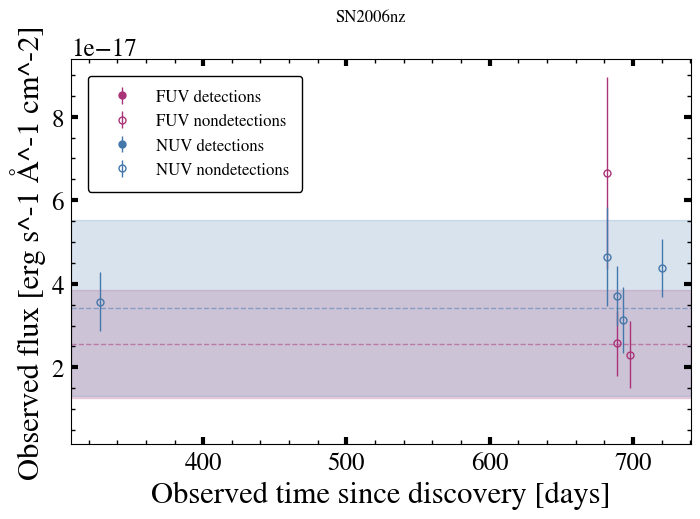 SN2006nz
1e−17
FUV detections
FUV nondetections
NUV detections
NUV nondetections
8
6
4
2
Observed flux [erg s^-1 Å^-1 cm^-2]
400 500 600 700
Observed time since discovery [days]